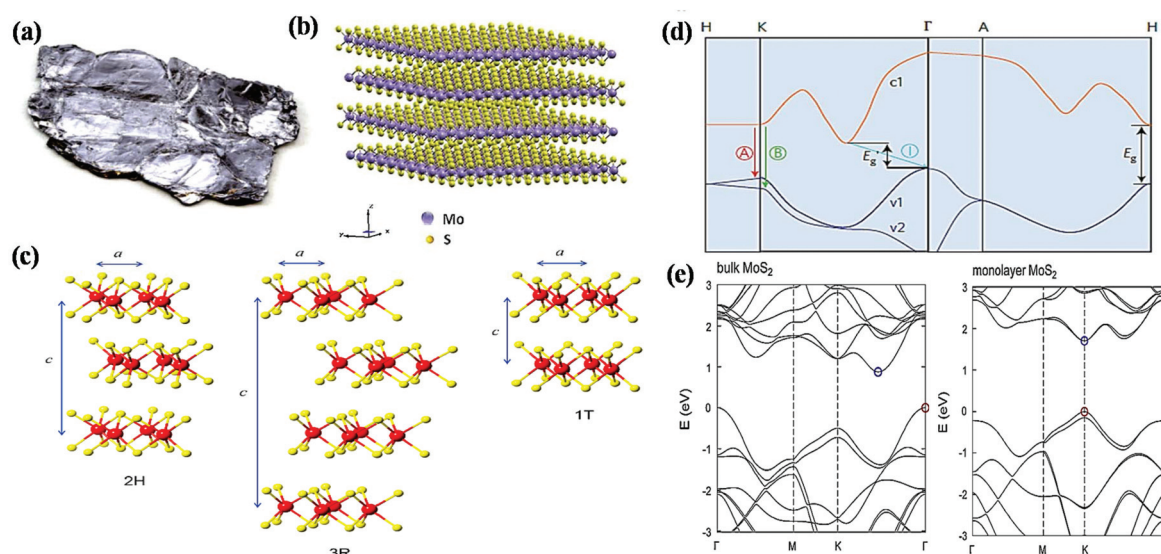 (a)
(b)
Mo
S
z
Y
x
(c)
a
c
2H
a
c
3R
a
c
1T
(d)
H K Γ A H
c1
A
B
Eg
I
Eg
v1
v2
(e)
bulk MoS2
E (eV)
3
2
1
0
-1
-2
-3
Γ M K Γ
monolayer MoS2
E (eV)
3
2
1
0
-1
-2
-3
Γ M K Γ